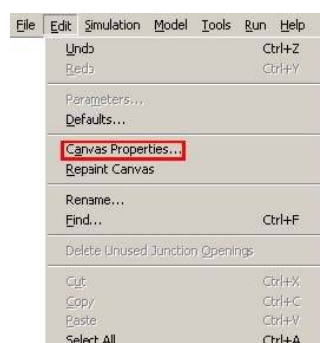 File Edit Simulation Model Tools Run Help
Undo Ctrl+Z
Redo Ctrl+Y
Parameters...
Defaults...
Canvas Properties...
Repaint Canvas
Rename...
Find... Ctrl+F
Delete Unused Junction Openings
Cut Ctrl+X
Copy Ctrl+C
Paste Ctrl+V
Select All Ctrl+A